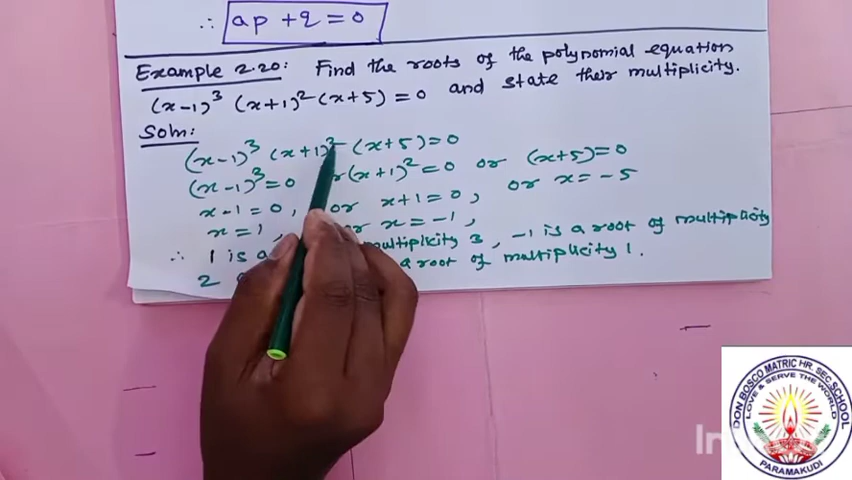 ∴ ap + q = 0
Example 2.20: Find the roots of the polynomial equation
(x-1)³ (x+1)² (x+5) = 0 and state their multiplicity.
Soln:
(x-1)³ (x+1)² (x+5) = 0
(x-1)³ = 0 or (x+1)² = 0 or (x+5) = 0
x-1 = 0, or x+1 = 0, or x = -5
x = 1, or x = -1,
∴ 1 is a multiplicity 3, -1 is a root of multiplicity
2 a root of multiplicity 1.
DON BOSCO MATRIC HR. SEC SCHOOL
LOVE & SERVE THE WORLD
PARAMAKUDI